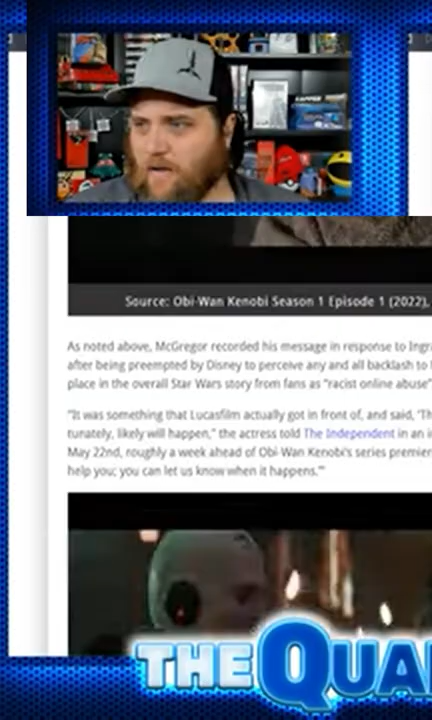 Source: Obi-Wan Kenobi Season 1 Episode 1 (2022),
As noted above, McGregor recorded his message in response to Ingr
after being preempted by Disney to perceive any and all backlash to
place in the overall Star Wars story from fans as "racist online abuse"
"It was something that Lucasfilm actually got in front of, and said, 'Th
tunately, likely will happen," the actress told The Independent in an i
May 22nd, roughly a week ahead of Obi-Wan Kenobi's series premier
help you; you can let us know when it happens.'"
THE QUA